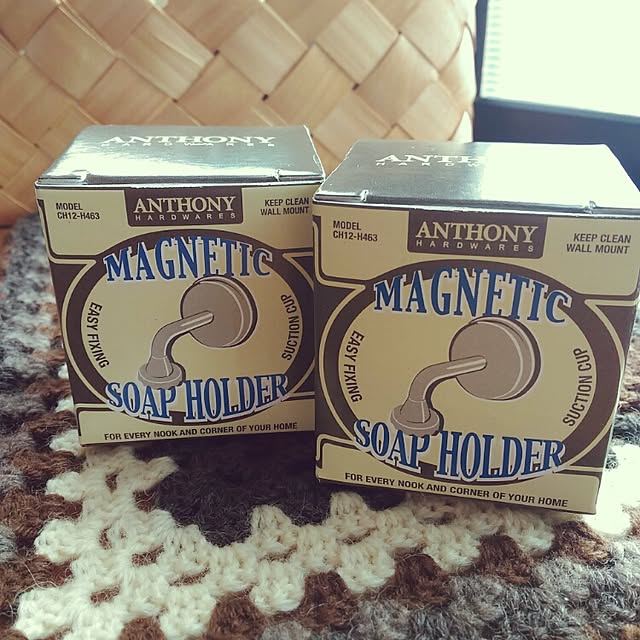 ANTHONY
HARDWARES
MODEL
CH12-H463
ANTHONY
HARDWARES
KEEP CLEAN
WALL MOUNT
MAGNETIC
EASY FIXING
SUCTION CUP
SOAP HOLDER
FOR EVERY NOOK AND CORNER OF YOUR HOME
MODEL
CH12-H463
ANTHONY
HARDWARES
KEEP CLEAN
WALL MOUNT
MAGNETIC
EASY FIXING
SUCTION CUP
SOAP HOLDER
FOR EVERY NOOK AND CORNER OF YOUR HOME